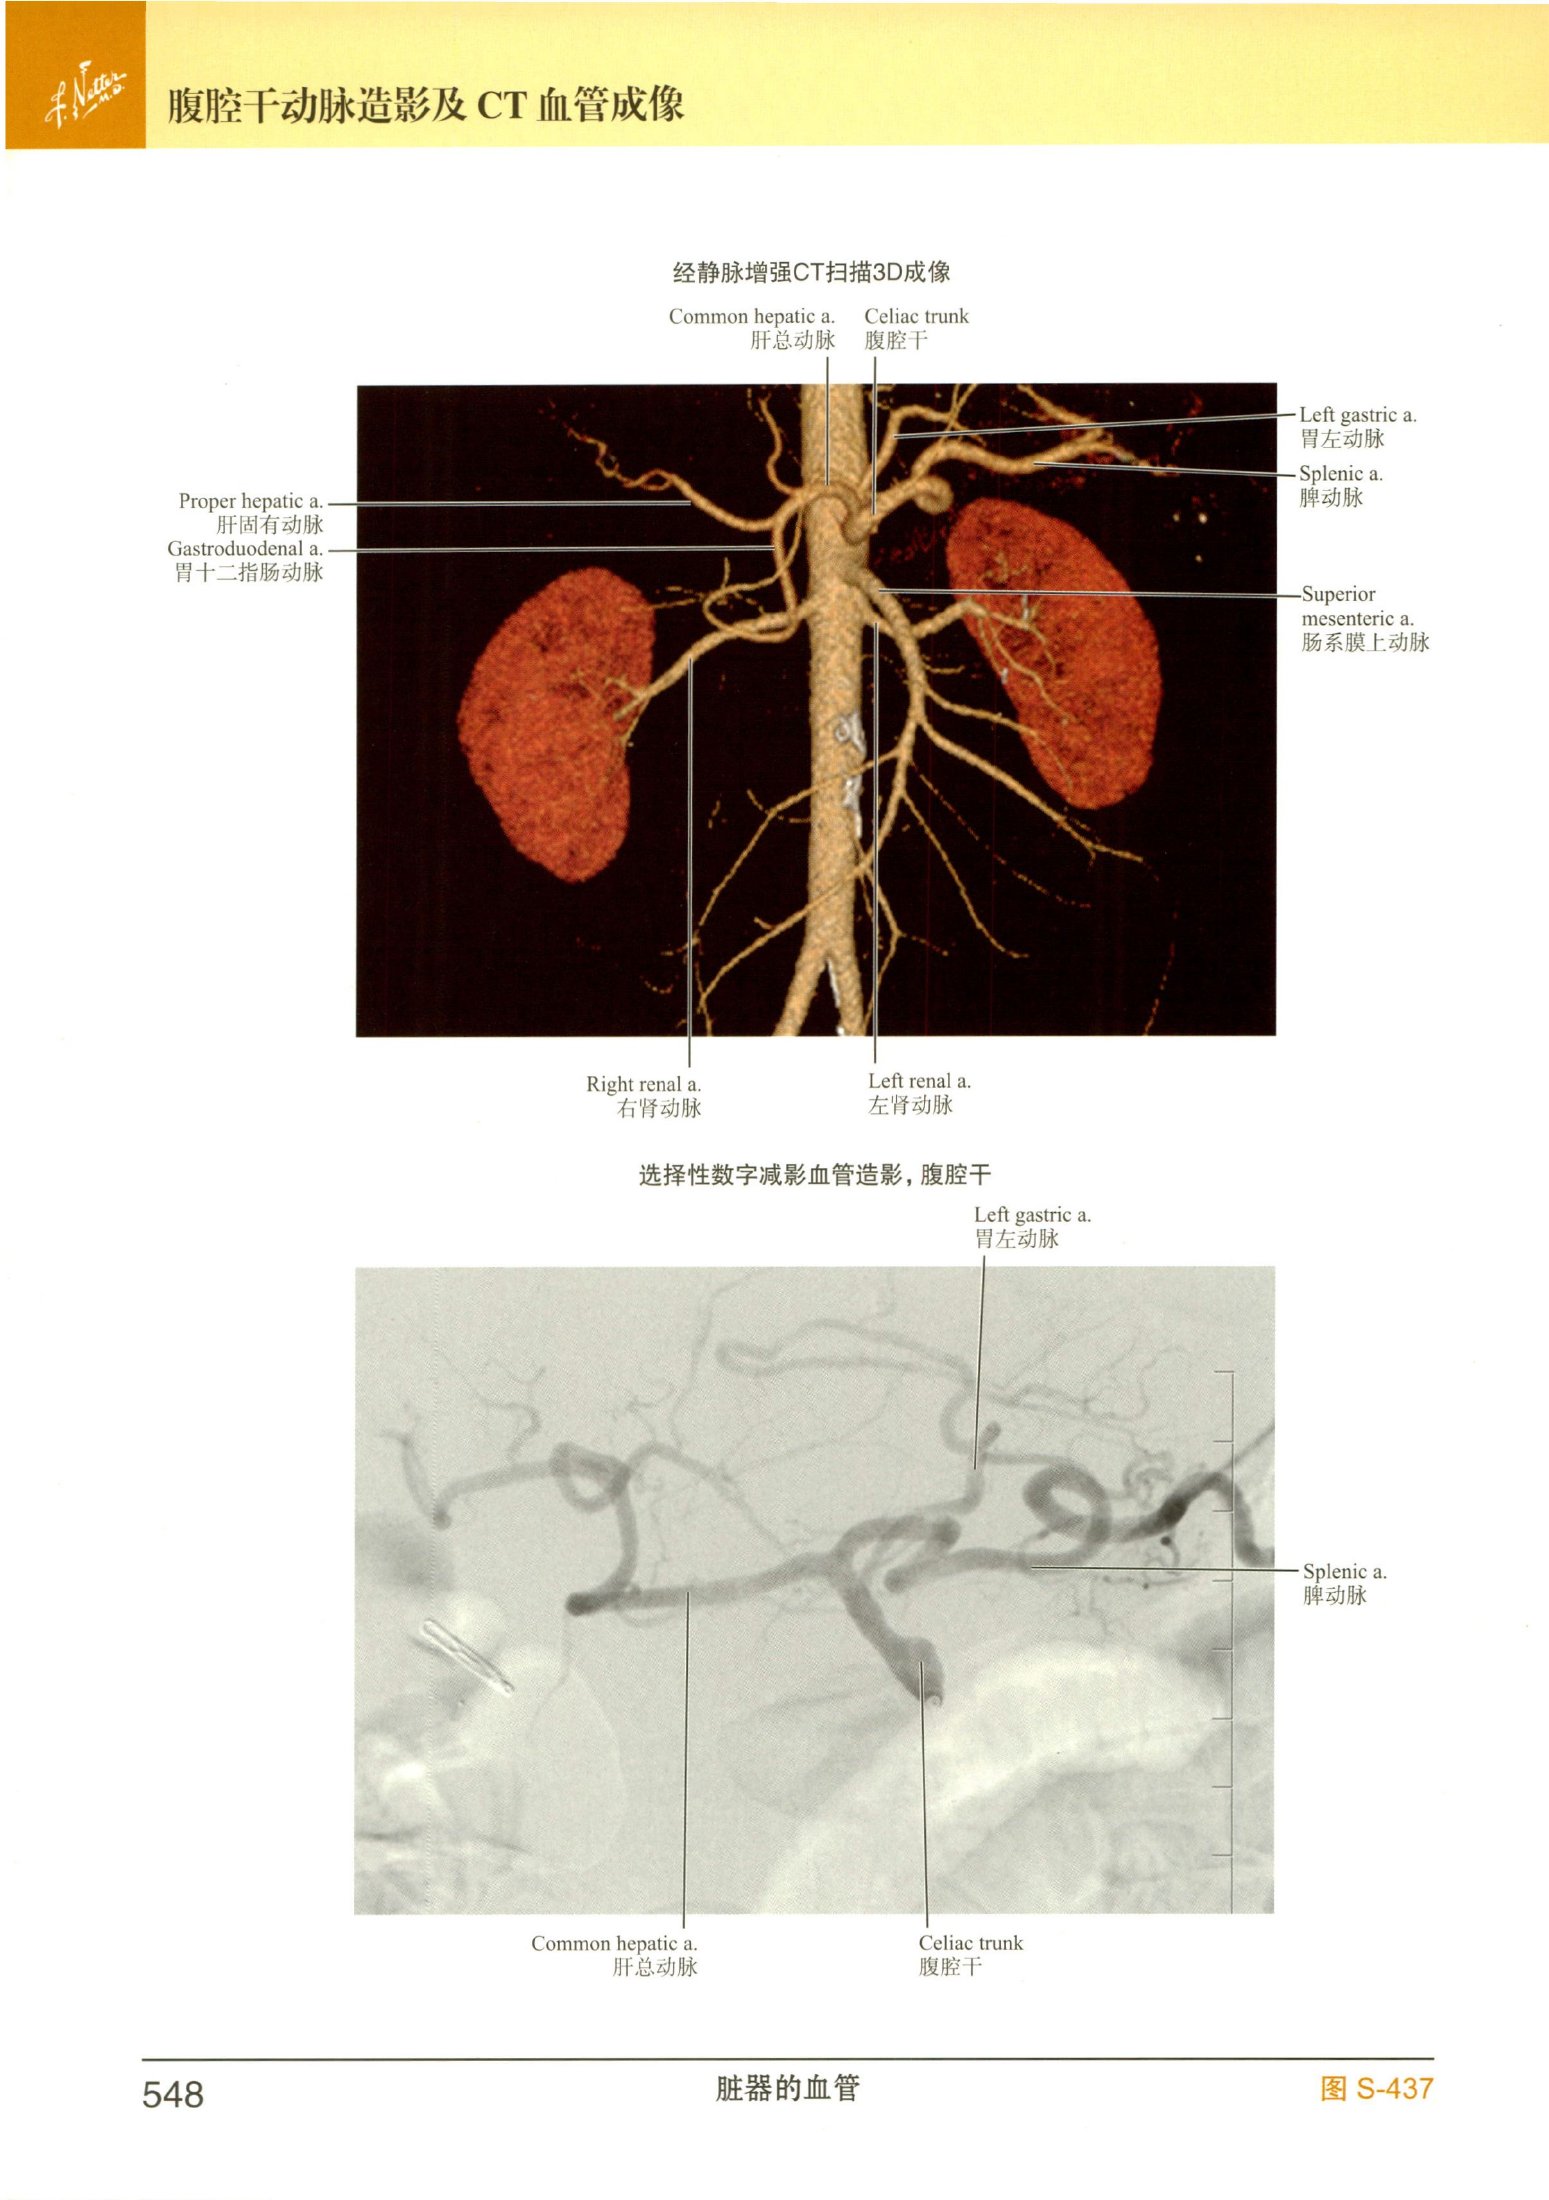 F. Netter M.D.
腹腔干动脉造影及 CT 血管成像
经静脉增强CT扫描3D成像
Common hepatic a.
肝总动脉
Celiac trunk
腹腔干
Left gastric a.
胃左动脉
Splenic a.
脾动脉
Proper hepatic a.
肝固有动脉
Gastroduodenal a.
胃十二指肠动脉
Superior
mesenteric a.
肠系膜上动脉
Right renal a.
右肾动脉
Left renal a.
左肾动脉
选择性数字减影血管造影，腹腔干
Left gastric a.
胃左动脉
Splenic a.
脾动脉
Common hepatic a.
肝总动脉
Celiac trunk
腹腔干
548
脏器的血管
图 S-437